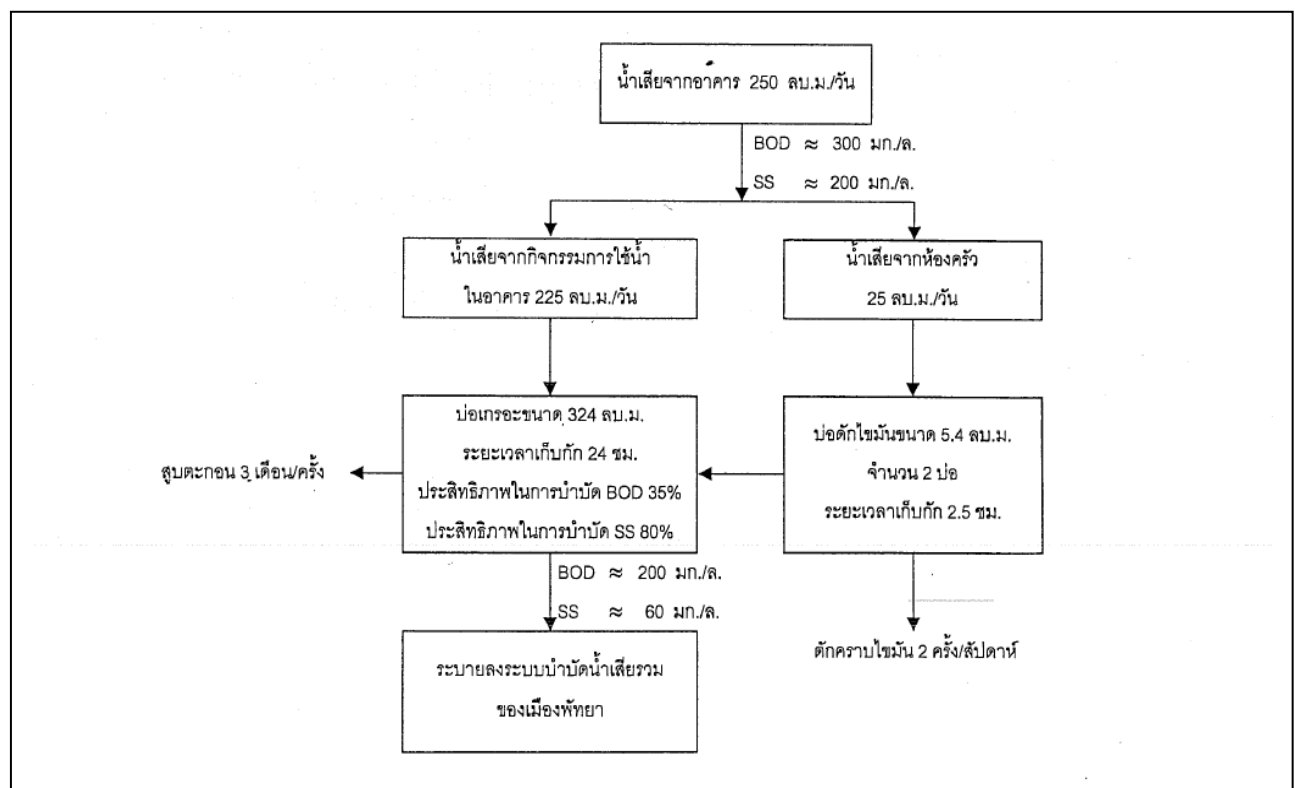 น้ำเสียจากอาคาร 250 ลบ.ม./วัน
BOD ≈ 300 มก./ล.
SS ≈ 200 มก./ล.
น้ำเสียจากกิจกรรมการใช้น้ำ
ในอาคาร 225 ลบ.ม./วัน
น้ำเสียจากห้องครัว
25 ลบ.ม./วัน
บ่อเกรอะขนาด 324 ลบ.ม.
ระยะเวลาเก็บกัก 24 ซม.
ประสิทธิภาพในการบำบัด BOD 35%
ประสิทธิภาพในการบำบัด SS 80%
บ่อดักไขมันขนาด 5.4 ลบ.ม.
จำนวน 2 บ่อ
ระยะเวลาเก็บกัก 2.5 ซม.
สูบตะกอน 3 เดือน/ครั้ง
BOD ≈ 200 มก./ล.
SS ≈ 60 มก./ล.
ระบายลงระบบบำบัดน้ำเสียรวม
ของเมืองพัทยา
ตักคราบไขมัน 2 ครั้ง/สัปดาห์